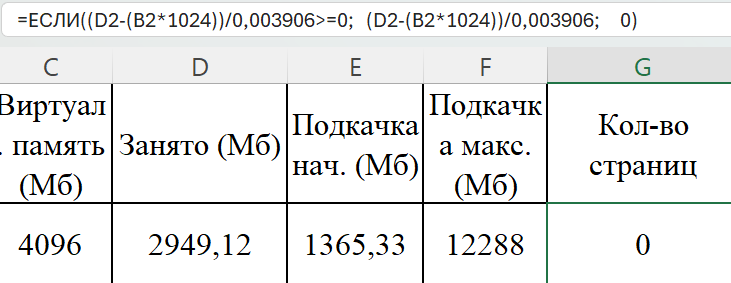 =ЕСЛИ((D2-(B2*1024))/0,003906>=0; (D2-(B2*1024))/0,003906; 0)
C D E F G
Виртуал
. память
(Мб)
Занято (Мб)
Подкачка
нач. (Мб)
Подкачк
а макс.
(Мб)
Кол-во
страниц
4096 2949,12 1365,33 12288 0